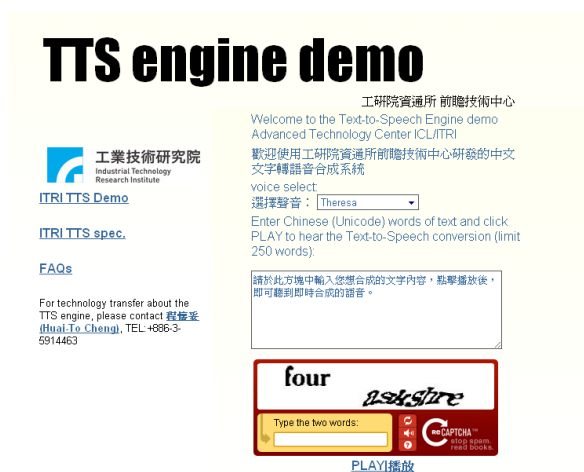 TTS engine demo
工研院資通所 前瞻技術中心
Welcome to the Text-to-Speech Engine demo
Advanced Technology Center ICL/ITRI
歡迎使用工研院資通所前瞻技術中心研發的中文
文字轉語音合成系統
voice select:
選擇聲音： Theresa
Enter Chinese (Unicode) words of text and click
PLAY to hear the Text-to-Speech conversion (limit
250 words):
請於此方塊中輸入您想合成的文字內容，點擊播放後，
即可聽到即時合成的語音。
four
Type the two words:
reCAPTCHA™
stop spam.
read books.
PLAY|播放
工業技術研究院
Industrial Technology
Research Institute
ITRI TTS Demo
ITRI TTS spec.
FAQs
For technology transfer about the
TTS engine, please contact 程懷妥
(Huai-To Cheng), TEL: +886-3-
5914463